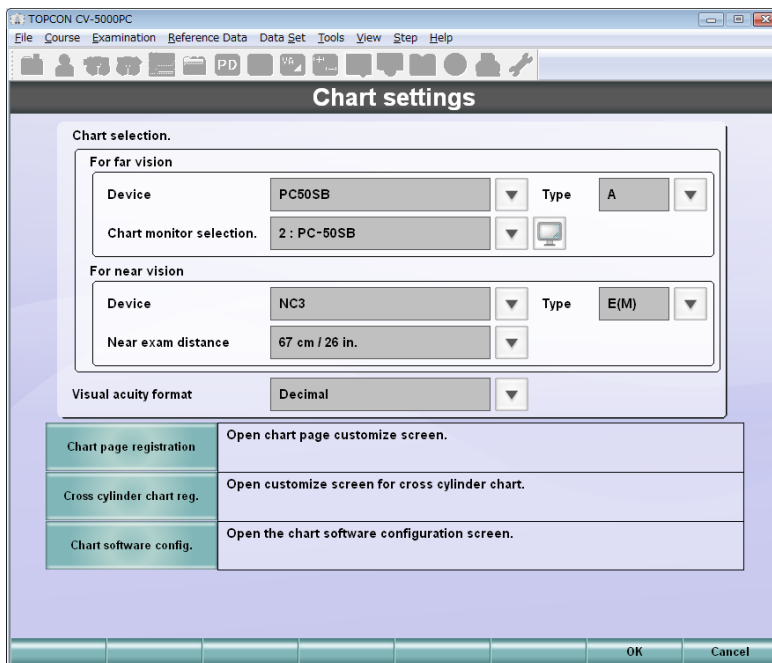 TOPCON CV-5000PC
File Course Examination Reference Data Data Set Tools View Step Help
PD VA
Chart settings
Chart selection.
For far vision
Device PC50SB Type A
Chart monitor selection. 2 : PC-50SB
For near vision
Device NC3 Type E(M)
Near exam distance 67 cm / 26 in.
Visual acuity format Decimal
Chart page registration Open chart page customize screen.
Cross cylinder chart reg. Open customize screen for cross cylinder chart.
Chart software config. Open the chart software configuration screen.
OK Cancel